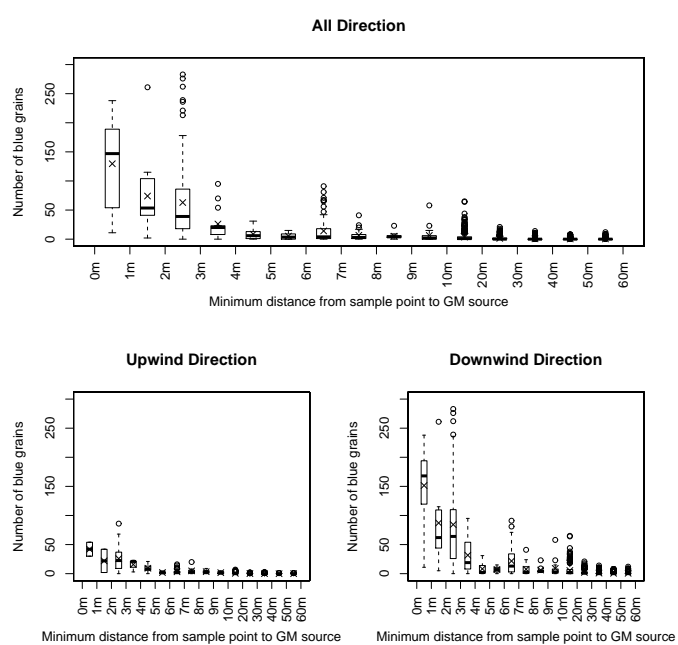 All Direction
Number of blue grains
250
150
50
0
0m 1m 2m 3m 4m 5m 6m 7m 8m 9m 10m 20m 30m 40m 50m 60m
Minimum distance from sample point to GM source
Upwind Direction
Number of blue grains
250
150
50
0
0m 1m 2m 3m 4m 5m 6m 7m 8m 9m 10m 20m 30m 40m 50m 60m
Minimum distance from sample point to GM source
Downwind Direction
Number of blue grains
250
150
50
0
0m 1m 2m 3m 4m 5m 6m 7m 8m 9m 10m 20m 30m 40m 50m 60m
Minimum distance from sample point to GM source